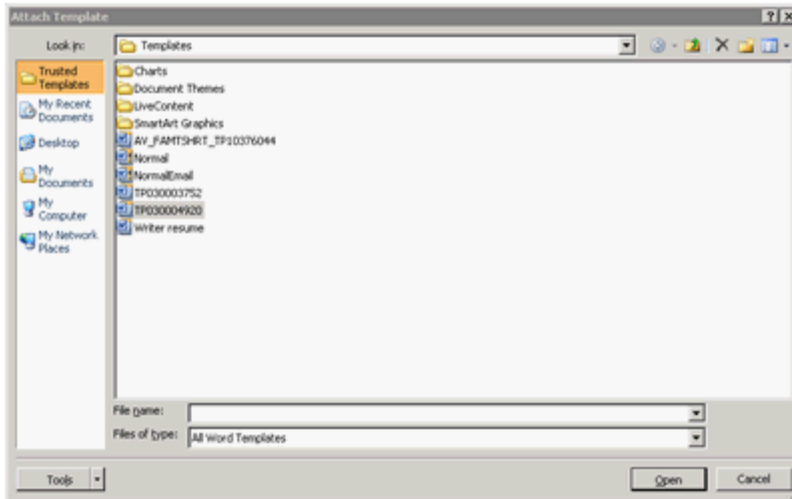 Attach Template
Look in:
Templates
Trusted
Templates
My Recent
Documents
Desktop
My
Documents
My
Computer
My Network
Places
Charts
Document Themes
LiveContent
SmartArt Graphics
AV_FAMTSHRT_TP10376044
Normal
NormalEmail
TP030003752
TP030004920
Writer resume
File name:
Files of type:
All Word Templates
Tools
Open
Cancel